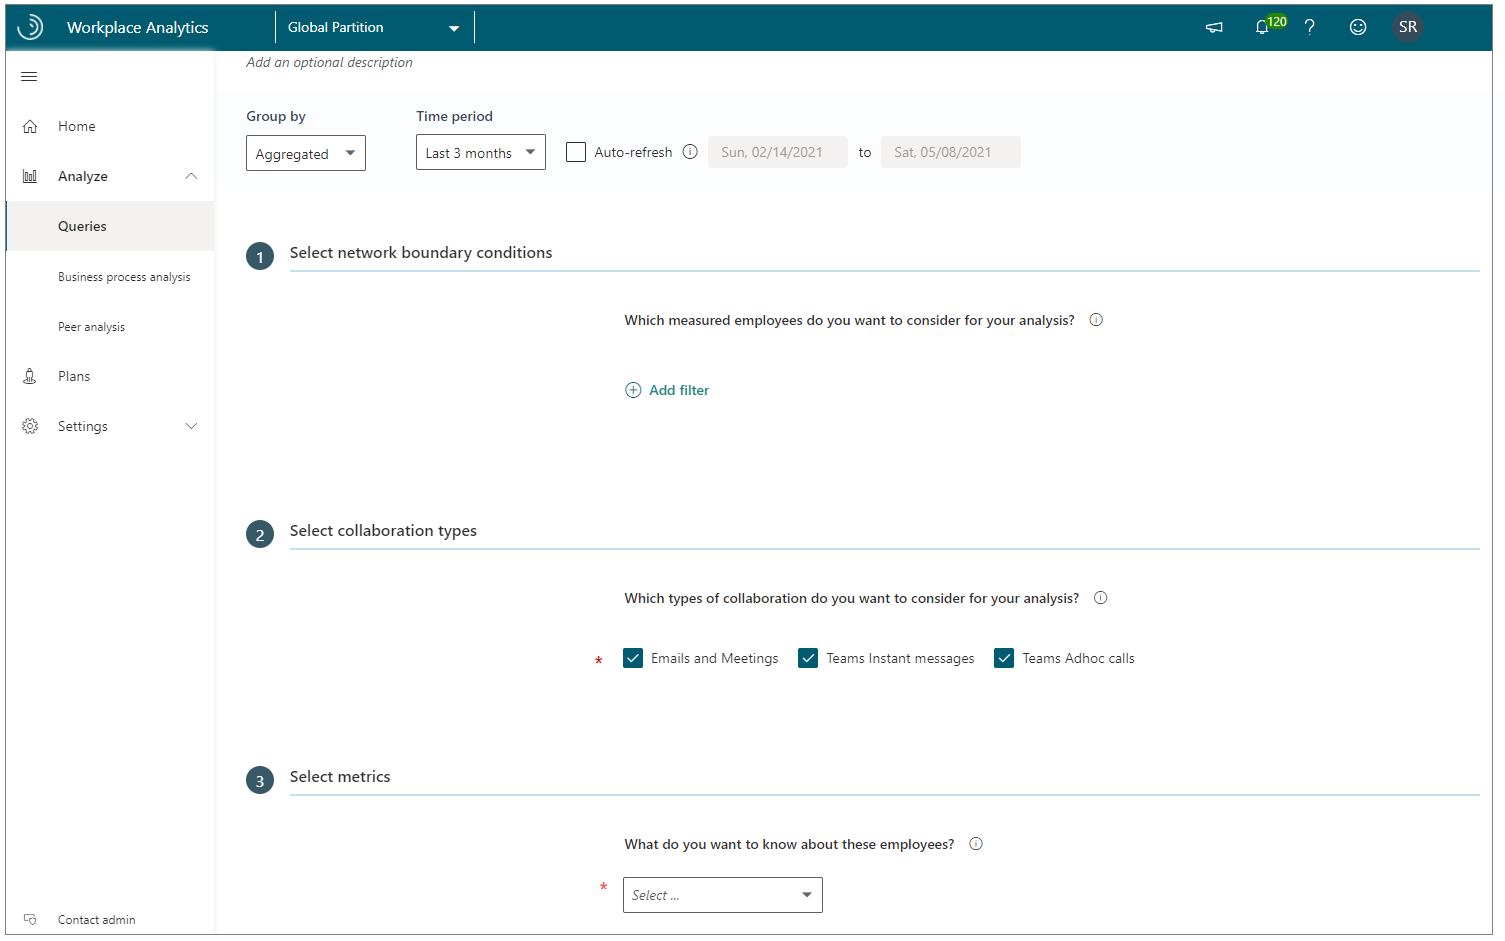 Workplace Analytics
Global Partition
120
?
SR
Add an optional description
Home
Analyze
Queries
Business process analysis
Peer analysis
Plans
Settings
Contact admin
Group by
Time period
Aggregated
Last 3 months
Auto-refresh
Sun, 02/14/2021
to
Sat, 05/08/2021
1 Select network boundary conditions
Which measured employees do you want to consider for your analysis?
Add filter
2 Select collaboration types
Which types of collaboration do you want to consider for your analysis?
* Emails and Meetings
Teams Instant messages
Teams Adhoc calls
3 Select metrics
What do you want to know about these employees?
* Select ...